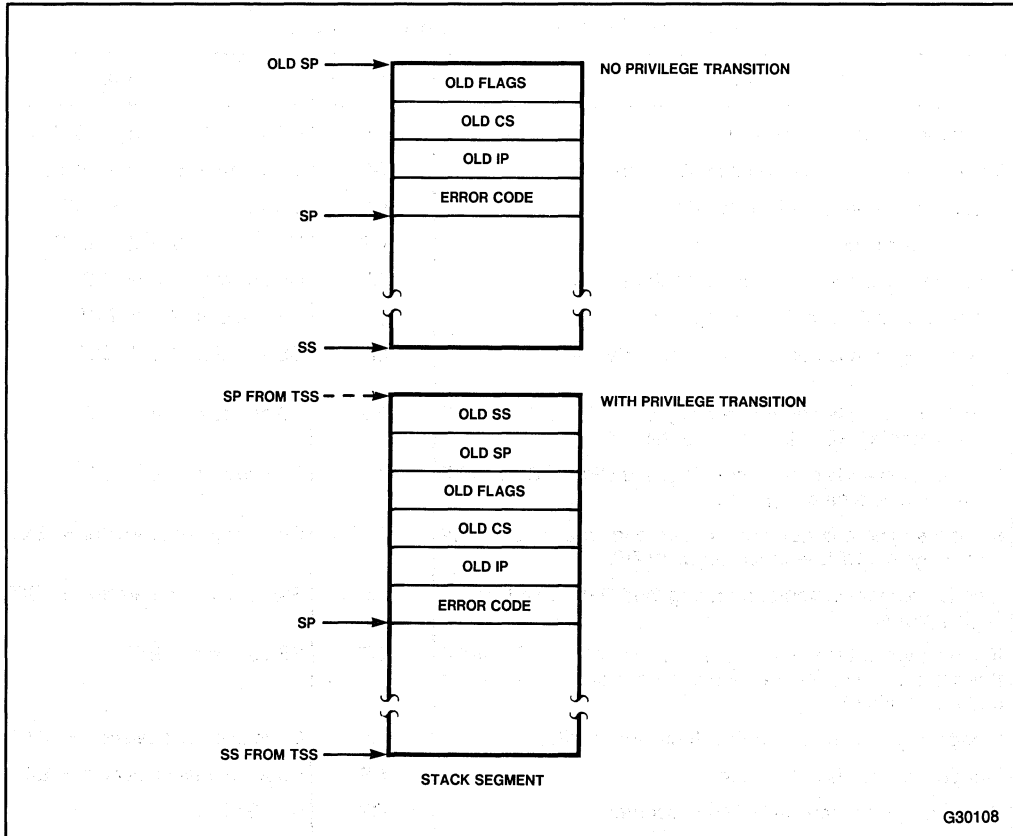 OLD SP
NO PRIVILEGE TRANSITION
OLD FLAGS
OLD CS
OLD IP
ERROR CODE
SP
SS
SP FROM TSS
WITH PRIVILEGE TRANSITION
OLD SS
OLD SP
OLD FLAGS
OLD CS
OLD IP
ERROR CODE
SP
SS FROM TSS
STACK SEGMENT
G30108